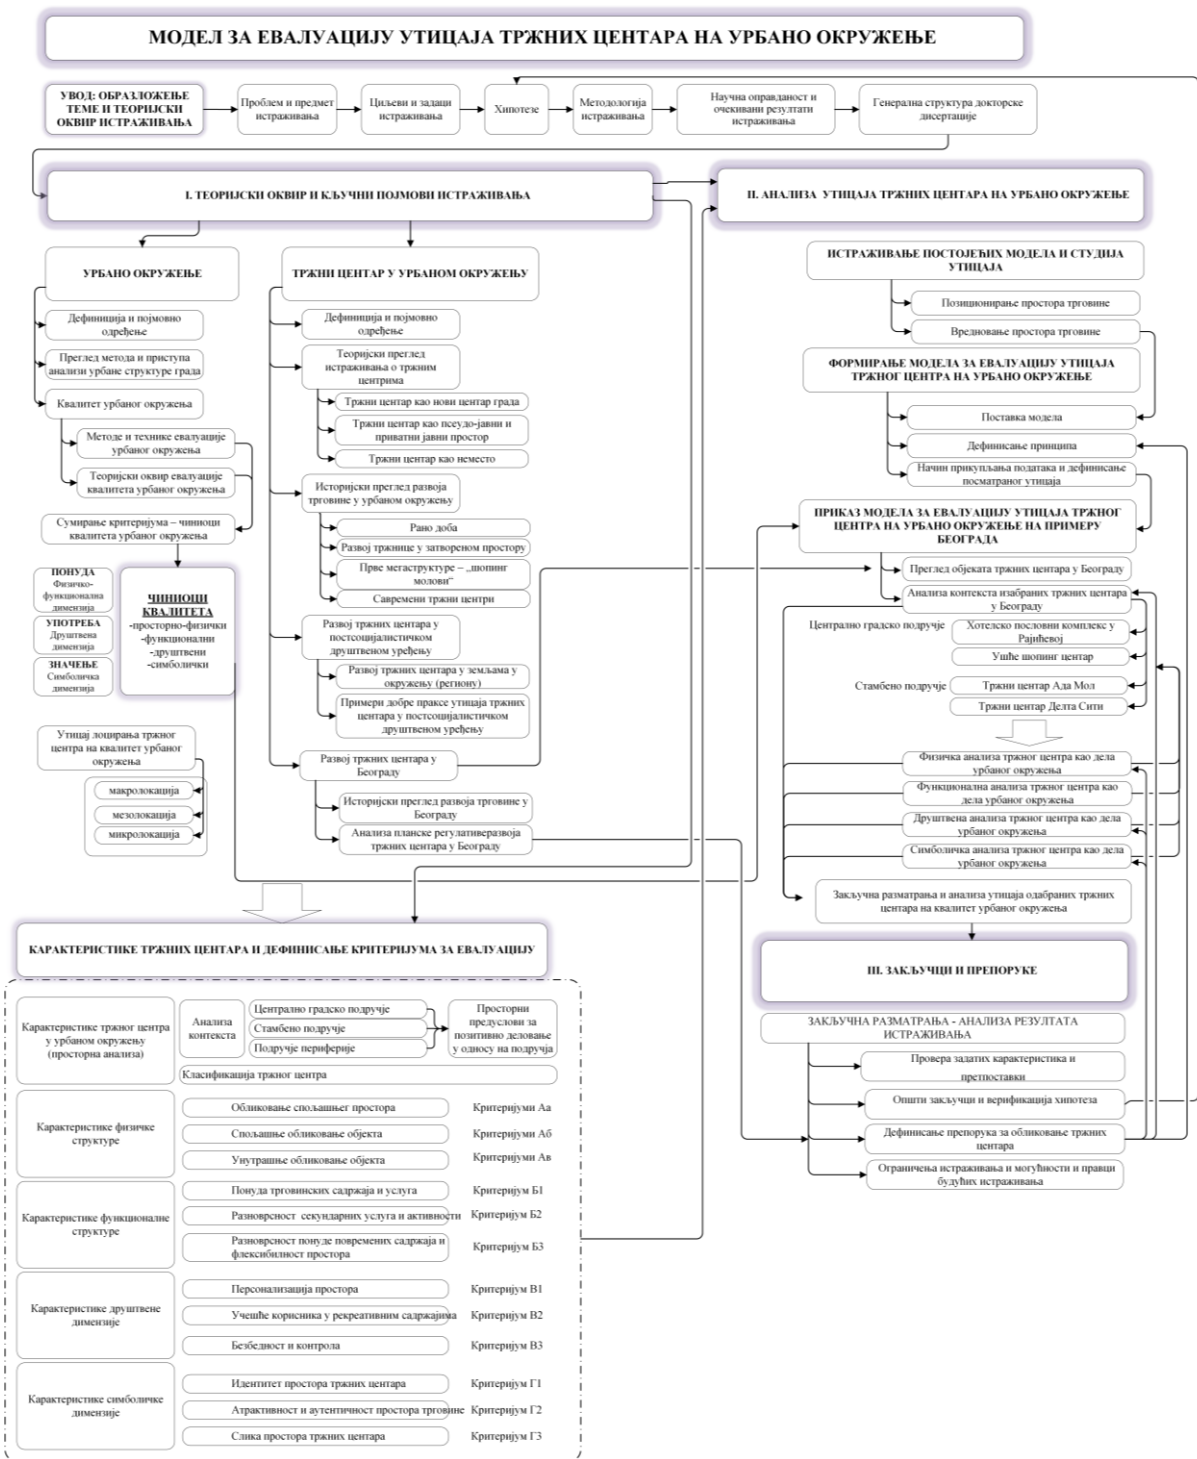 МОДЕЛ ЗА ЕВАЛУАЦИЈУ УТИЦАЈА ТРЖНИХ ЦЕНТАРА НА УРБАНО ОКРУЖЕЊЕ
УВОД: ОБРАЗЛОЖЕЊЕ
ТЕМЕ И ТЕОРИЈСКИ
ОКВИР ИСТРАЖИВАЊА
Проблем и предмет
истраживања
Циљеви и задаци
истраживања
Хипотезе
Методологија
истраживања
Научна оправданост и
очекивани резултати
истраживања
Генерална структура докторске
дисертације
I. ТЕОРИЈСКИ ОКВИР И КЉУЧНИ ПОЈМОВИ ИСТРАЖИВАЊА
УРБАНО ОКРУЖЕЊЕ
Дефиниција и појмовно
одређење
Преглед метода и приступа
анализи урбане структуре града
Квалитет урбаног окружења
Методе и технике евалуације
урбаног окружења
Теоријски оквир евалуације
квалитета урбаног окружења
Сумирање критеријума – чиниоци
квалитета урбаног окружења
ПОНУДА
Физичко-
функционална
димензија
УПОТРЕБА
Друштвена
димензија
ЗНАЧЕЊЕ
Симболичка
димензија
ЧИНИОЦИ
КВАЛИТЕТА
-просторно-физички
-функционални
-друштвени
-симболички
Утицај лоцирања тржног
центра на квалитет урбаног
окружења
макролокација
мезолокација
микролокација
ТРЖНИ ЦЕНТАР У УРБАНОМ ОКРУЖЕЊУ
Дефиниција и појмовно
одређење
Теоријски преглед
истраживања о тржним
центрима
Тржни центар као нови центар града
Тржни центар као псеудо-јавни и
приватни јавни простор
Тржни центар као неместо
Историјски преглед развоја
трговине у урбаном окружењу
Рано доба
Развој тржнице у затвореном простору
Прве мегаструктуре – „шопинг
молови“
Савремени тржни центри
Развој тржних центара у
постсоцијалистичком
друштвеном уређењу
Развој тржних центара у земљама у
окружењу (региону)
Примери добре праксе утицаја тржних
центара у постсоцијалистичком
друштвеном уређењу
Развој тржних центара у
Београду
Историјски преглед развоја трговине у
Београду
Анализа планске регулативеразвоја
тржних центара у Београду
II. АНАЛИЗА УТИЦАЈА ТРЖНИХ ЦЕНТАРА НА УРБАНО ОКРУЖЕЊЕ
ИСТРАЖИВАЊЕ ПОСТОЈЕЋИХ МОДЕЛА И СТУДИЈА
УТИЦАЈА
Позиционирање простора трговине
Вредновање простора трговине
ФОРМИРАЊЕ МОДЕЛА ЗА ЕВАЛУАЦИЈУ УТИЦАЈА
ТРЖНОГ ЦЕНТРА НА УРБАНО ОКРУЖЕЊЕ
Поставка модела
Дефинисање принципа
Начин прикупљања података и дефинисање
посматраног утицаја
ПРИКАЗ МОДЕЛА ЗА ЕВАЛУАЦИЈУ УТИЦАЈА ТРЖНОГ
ЦЕНТРА НА УРБАНО ОКРУЖЕЊЕ НА ПРИМЕРУ
БЕОГРАДА
Преглед објеката тржних центара у Београду
Анализа контекста изабраних тржних центара
у Београду
Централно градско подручје
Хотелско пословни комплекс у
Рајићевој
Ушће шопинг центар
Стамбено подручје
Тржни центар Ада Мол
Тржни центар Делта Сити
Физичка анализа тржног центра као дела
урбаног окружења
Функционална анализа тржног центра као
дела урбаног окружења
Друштвена анализа тржног центра као дела
урбаног окружења
Симболичка анализа тржног центра као дела
урбаног окружења
Закључна разматрања и анализа утицаја одабраних тржних
центара на квалитет урбаног окружења
III. ЗАКЉУЧЦИ И ПРЕПОРУКЕ
ЗАКЉУЧНА РАЗМАТРАЊА - АНАЛИЗА РЕЗУЛТАТА
ИСТРАЖИВАЊА
Провера задатих карактеристика и
претпоставки
Општи закључци и верификација хипотеза
Дефинисање препорука за обликовање тржних
центара
Ограничења истраживања и могућности и правци
будућих истраживања
КАРАКТЕРИСТИКЕ ТРЖНИХ ЦЕНТАРА И ДЕФИНИСАЊЕ КРИТЕРИЈУМА ЗА ЕВАЛУАЦИЈУ
Карактеристике тржног центра
у урбаном окружењу
(просторна анализа)
Анализа
контекста
Централно градско подручје
Стамбено подручје
Подручје периферије
Просторни
предуслови за
позитивно деловање
у односу на подручја
Класификација тржног центра
Карактеристике физичке
структуре
Обликовање спољашњег простора Критеријуми Аа
Спољашње обликовање објекта Критеријуми Аб
Унутрашње обликовање објекта Критеријуми Ав
Карактеристике функционалне
структуре
Понуда трговинских садржаја и услуга Критеријум Б1
Разноврсност секундарних услуга и активности Критеријум Б2
Разноврсност понуде повремених садржаја и
флексибилност простора Критеријум Б3
Карактеристике друштвене
димензије
Персонализација простора Критеријум В1
Учешће корисника у рекреативним садржајима Критеријум В2
Безбедност и контрола Критеријум В3
Карактеристике симболичке
димензије
Идентитет простора тржних центара Критеријум Г1
Атрактивност и аутентичност простора трговине Критеријум Г2
Слика простора тржних центара Критеријум Г3